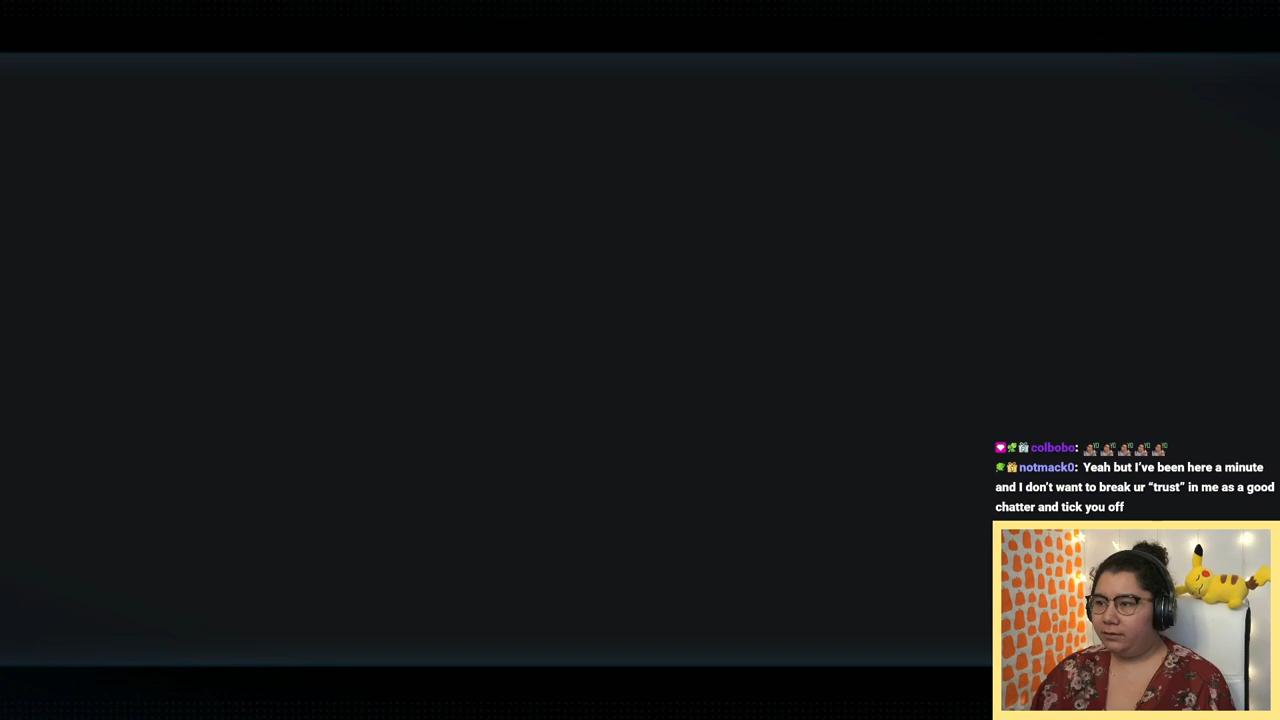 colbobo:
notmack0: Yeah but I've been here a minute
and I don't want to break ur “trust” in me as a good
chatter and tick you off